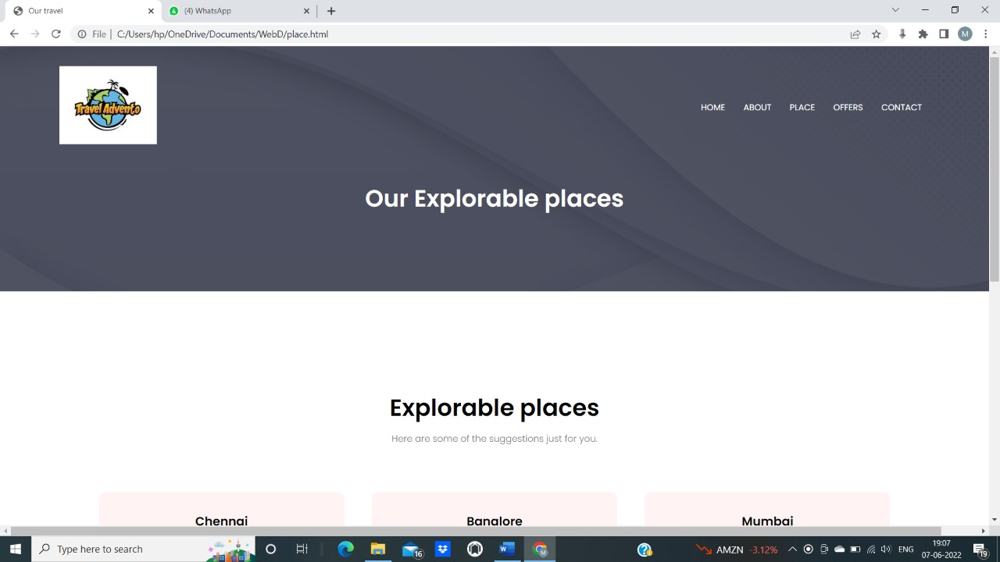 Our travel
(4) WhatsApp
File | C:/Users/hp/OneDrive/Documents/WebD/place.html
M
Travel Advento
HOME ABOUT PLACE OFFERS CONTACT
Our Explorable places
Explorable places
Here are some of the suggestions just for you.
Chennai Banalore Mumbai
Type here to search
16
AMZN -3.12%
ENG
19:07
07-06-2022
19